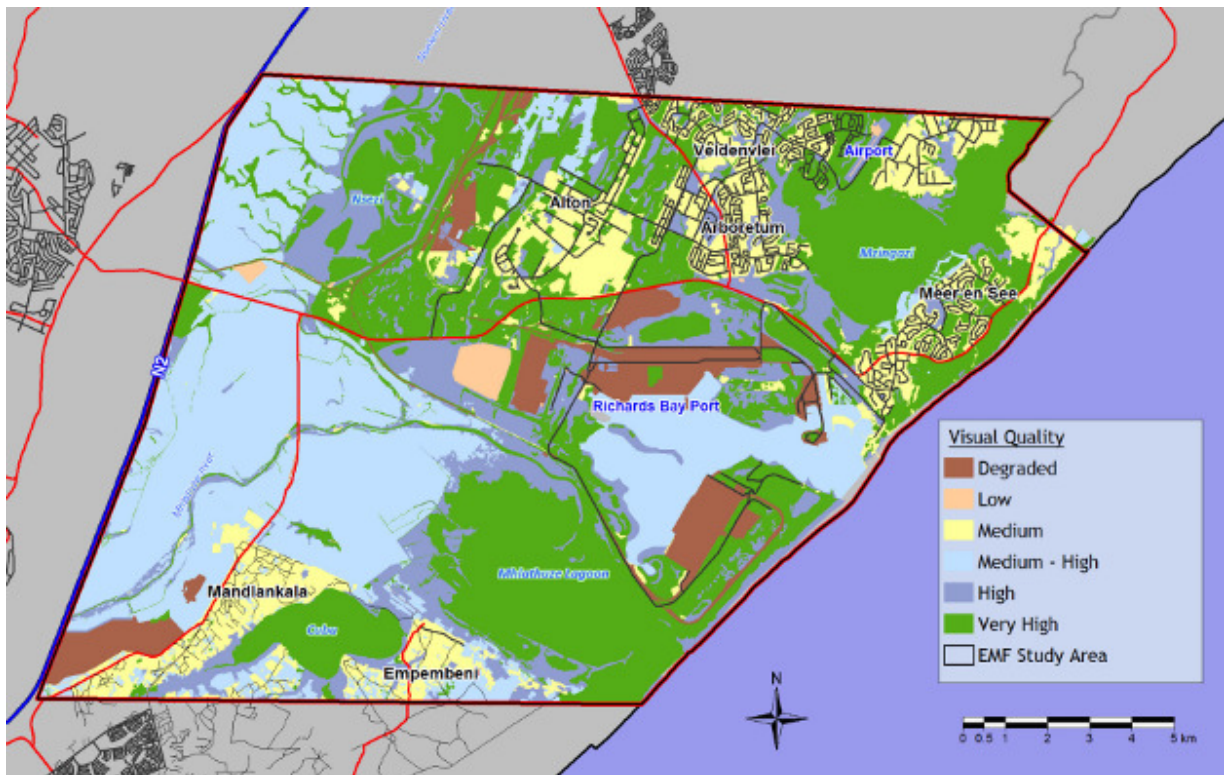 Veldenvlei
Airport
Nsezi
Alton
Arboretum
Mzingazi
Meer en See
N2
Richards Bay Port
Mhlathuze Lagoon
Mandlankala
Cubu
Empembeni
Visual Quality
Degraded
Low
Medium
Medium - High
High
Very High
EMF Study Area
N
0 0.5 1 2 3 4 5 km